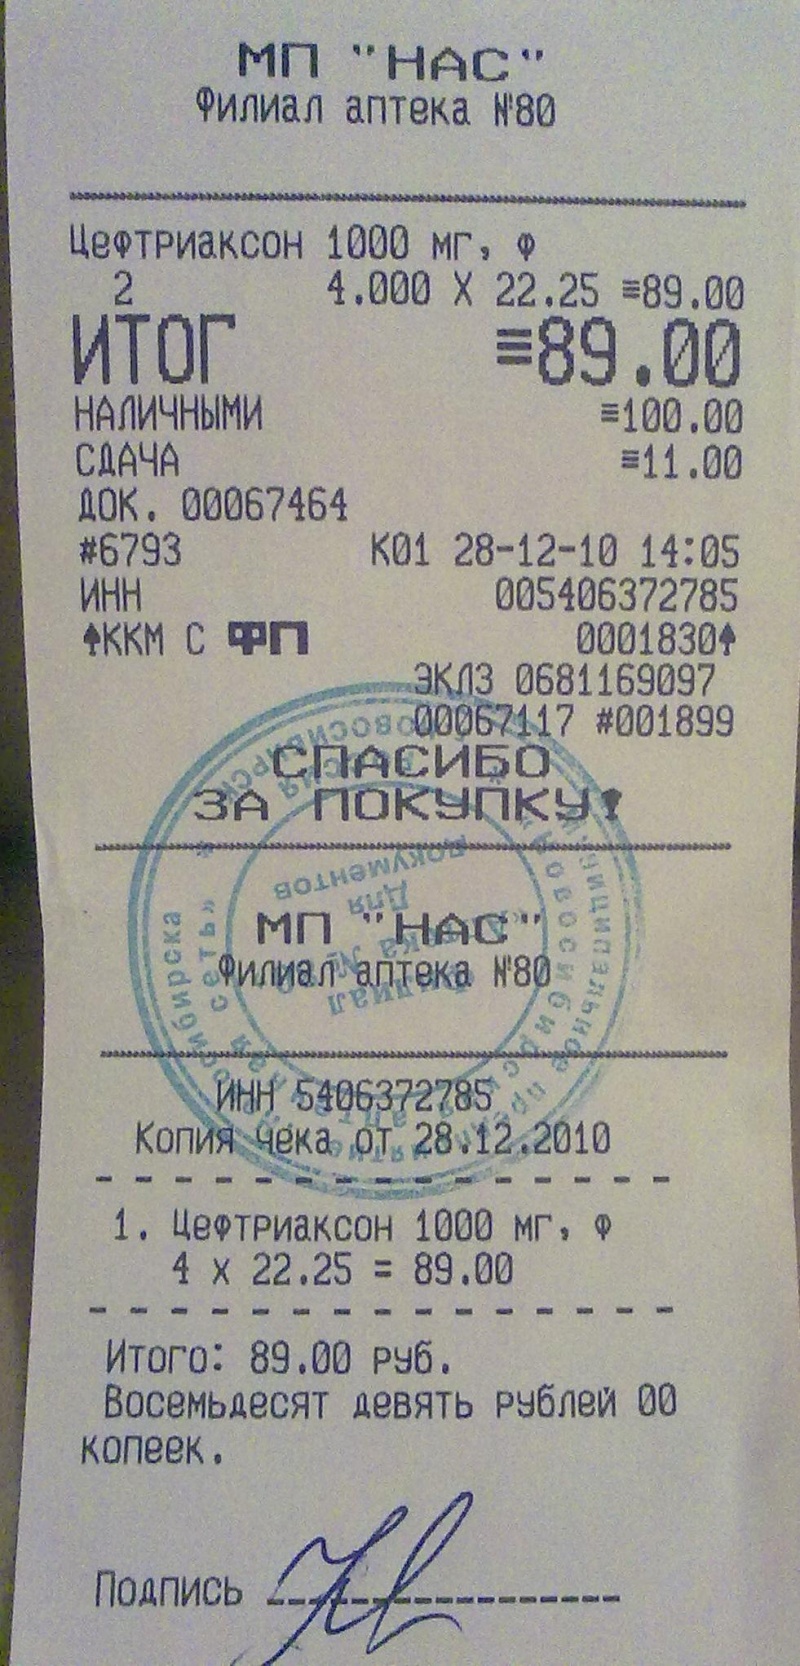 МП "НАС"
Филиал аптека №80
Цефтриаксон 1000 мг, ф
2 4.000 X 22.25 ≡89.00
ИТОГ ≡89.00
НАЛИЧНЫМИ ≡100.00
СДАЧА ≡11.00
ДОК. 00067464
#6793 К01 28-12-10 14:05
ИНН 005406372785
ККМ С ФП 0001830
ЭКЛЗ 0681169097
00067117 #001899
СПАСИБО
ЗА ПОКУПКУ!
МП "НАС"
Филиал аптека №80
ИНН 5406372785
Копия чека от 28.12.2010
1. Цефтриаксон 1000 мг, ф
4 x 22.25 = 89.00
Итого: 89.00 руб.
Восемьдесят девять рублей 00
копеек.
Подпись
Для
документов
Филиал